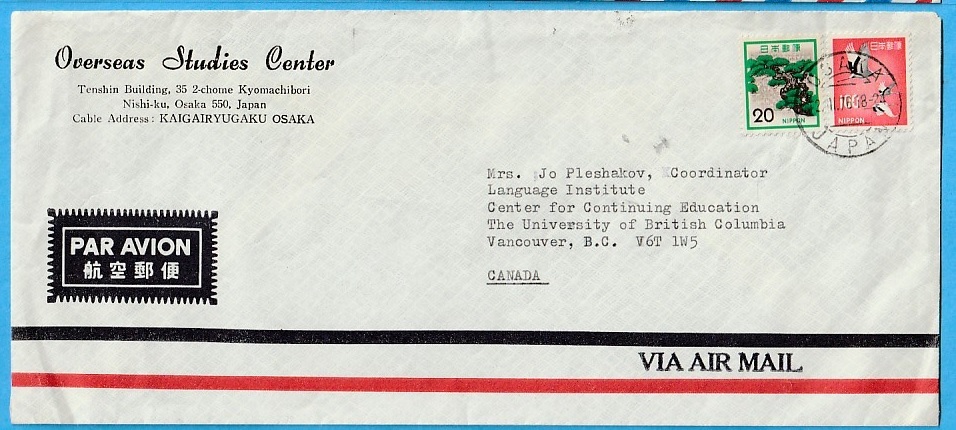 Overseas Studies Center
Tenshin Building, 35 2-chome Kyomachibori
Nishi-ku, Osaka 550, Japan
Cable Address: KAIGAIRYUGAKU OSAKA
日本郵便
20
NIPPON
日本郵便
100
NIPPON
OSAKA
JAPAN
Mrs. Jo Pleshakov, Coordinator
Language Institute
Center for Continuing Education
The University of British Columbia
Vancouver, B.C. V6T 1W5
CANADA
PAR AVION
航空郵便
VIA AIR MAIL